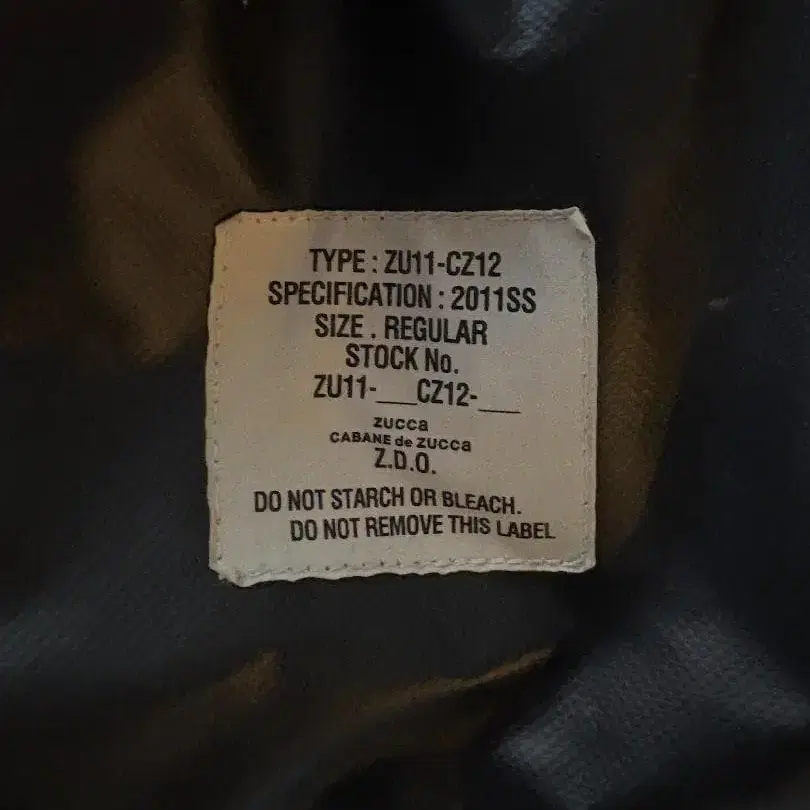 TYPE : ZU11-CZ12
SPECIFICATION : 2011SS
SIZE . REGULAR
STOCK No.
ZU11-___CZ12-___
zucca
CABANE de zucca
Z.D.O.
DO NOT STARCH OR BLEACH.
DO NOT REMOVE THIS LABEL